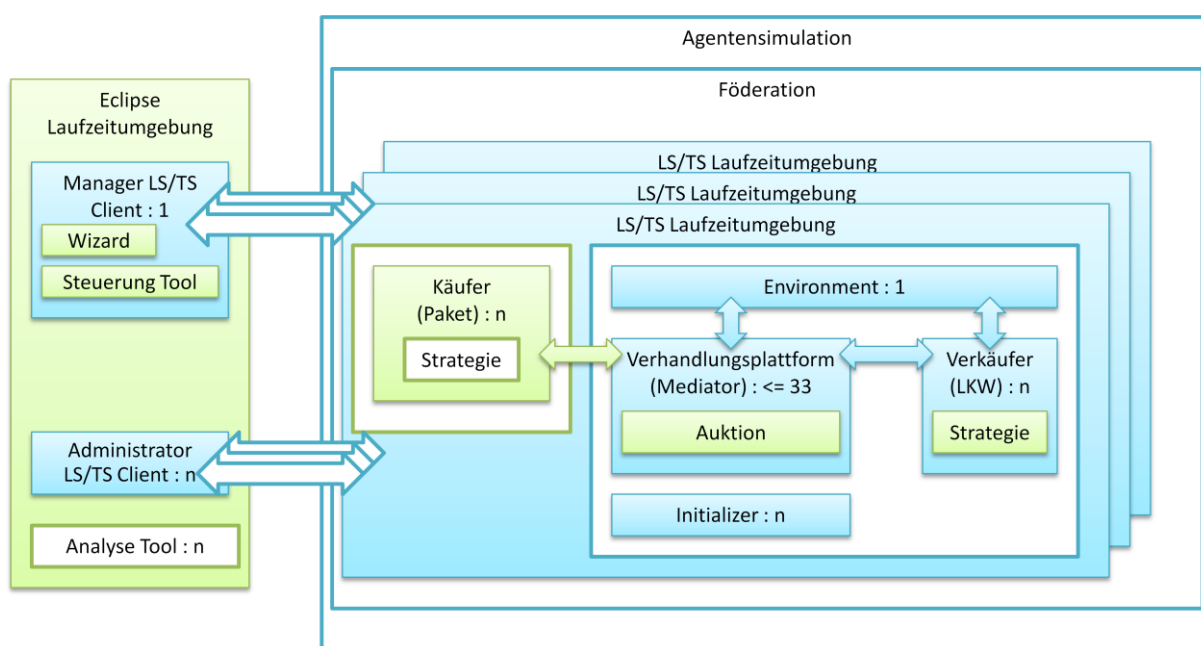 Agentensimulation
Föderation
Eclipse
Laufzeitumgebung
Manager LS/TS
Client : 1
Wizard
Steuerung Tool
Administrator
LS/TS Client : n
Analyse Tool : n
LS/TS Laufzeitumgebung
LS/TS Laufzeitumgebung
LS/TS Laufzeitumgebung
Käufer
(Paket) : n
Strategie
Environment : 1
Verhandlungsplattform
(Mediator) : <= 33
Auktion
Verkäufer
(LKW) : n
Strategie
Initializer : n